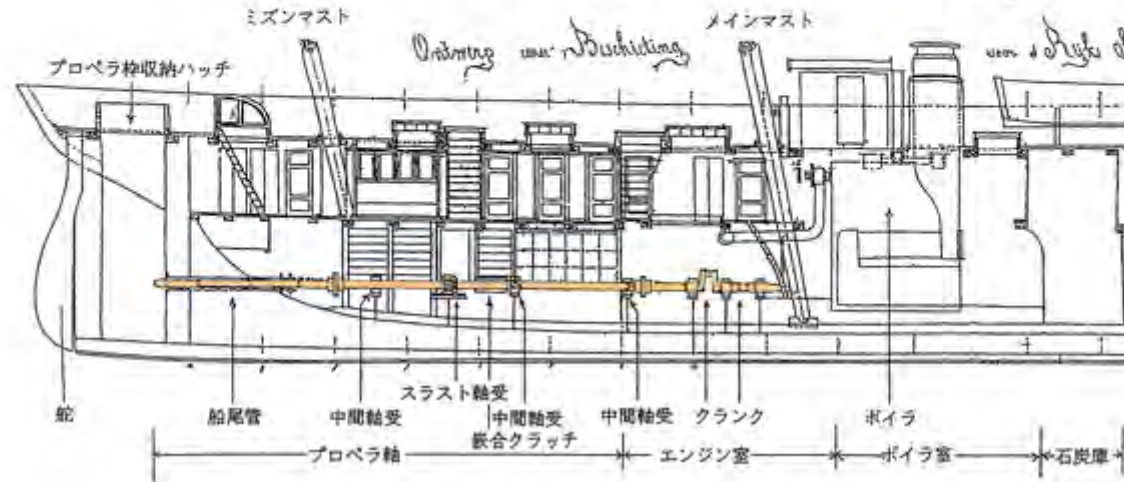 ミズンマスト
メインマスト
プロペラ枠収納ハッチ
舵
船尾管
中間軸受
スラスト軸受
中間軸受
嵌合クラッチ
中間軸受
クランク
ボイラ
プロペラ軸
エンジン室
ボイラ室
石炭庫